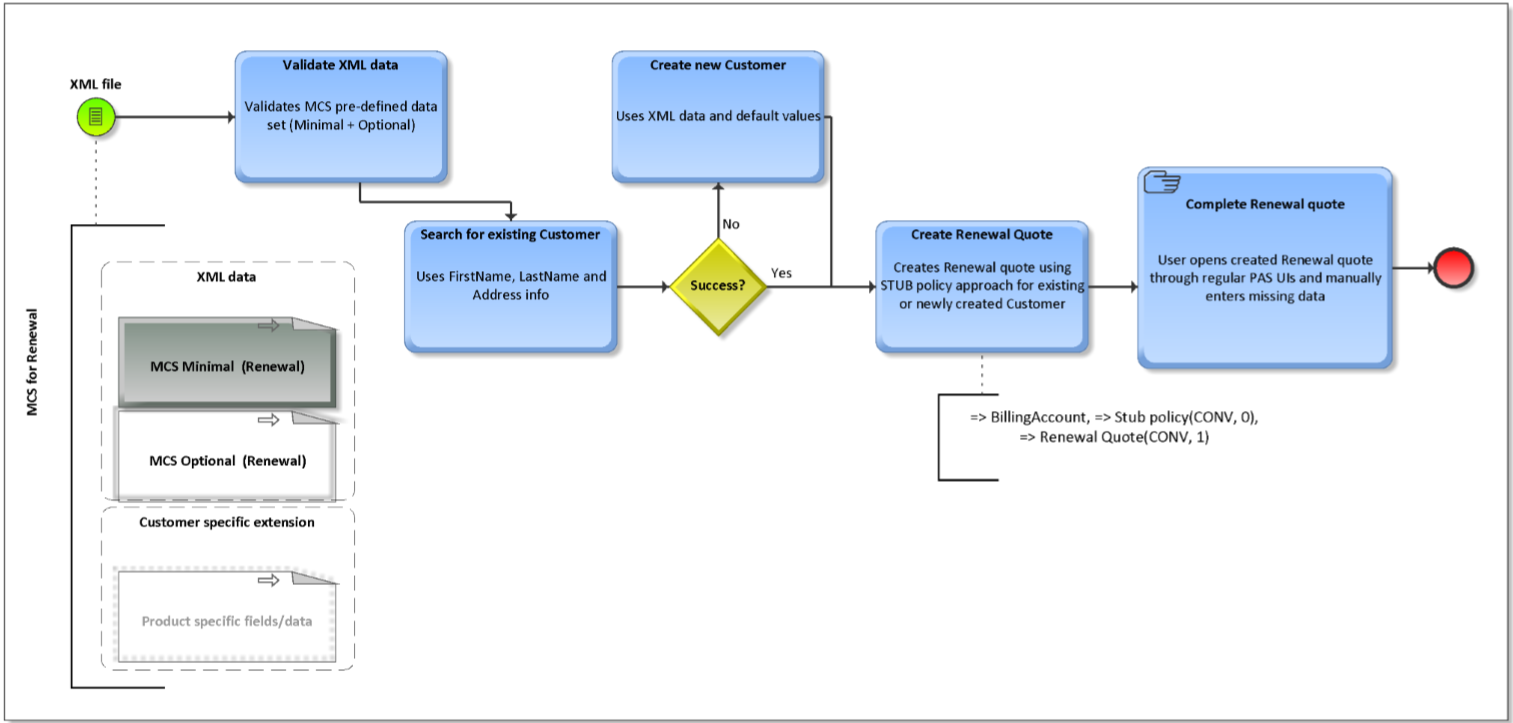 XML file
Validate XML data
Validates MCS pre-defined data
set (Minimal + Optional)
Create new Customer
Uses XML data and default values
Search for existing Customer
Uses FirstName, LastName and
Address info
No
Success?
Yes
Create Renewal Quote
Creates Renewal quote using
STUB policy approach for existing
or newly created Customer
Complete Renewal quote
User opens created Renewal quote
through regular PAS UIs and manually
enters missing data
=> BillingAccount, => Stub policy(CONV, 0),
=> Renewal Quote(CONV, 1)
MCS for Renewal
XML data
MCS Minimal (Renewal)
MCS Optional (Renewal)
Customer specific extension
Product specific fields/data